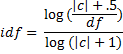 idf = log (|c| + .5 / df) / log (|c| + 1)